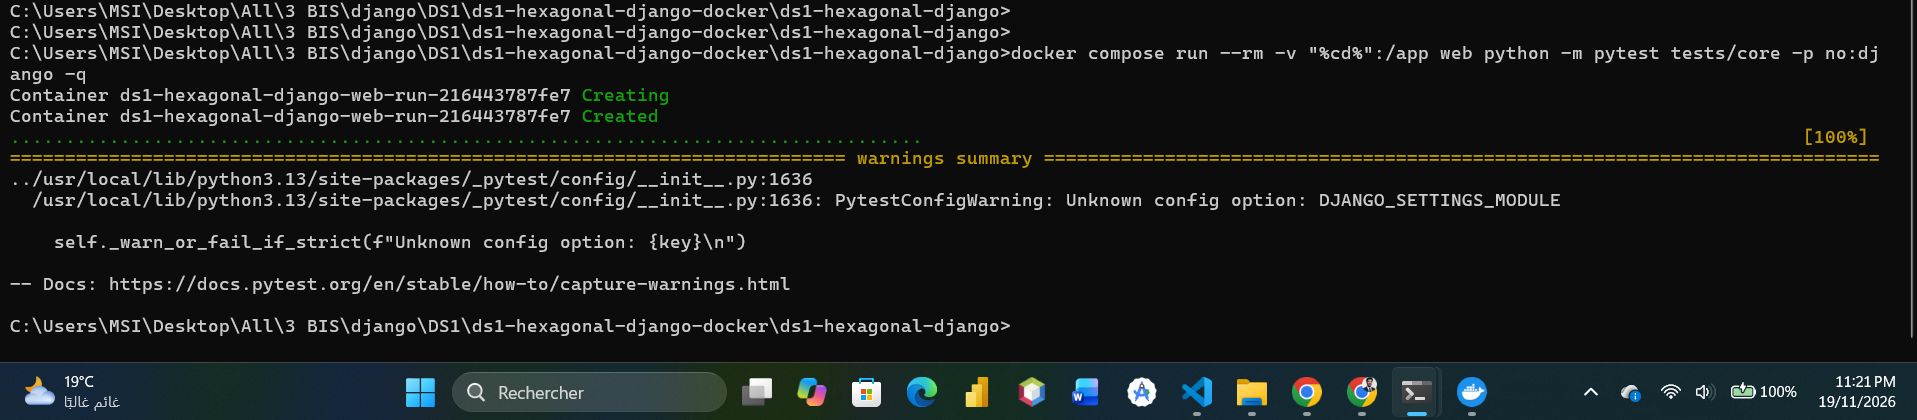 C:\Users\MSI\Desktop\All\3 BIS\django\DS1\ds1-hexagonal-django-docker\ds1-hexagonal-django>
C:\Users\MSI\Desktop\All\3 BIS\django\DS1\ds1-hexagonal-django-docker\ds1-hexagonal-django>
C:\Users\MSI\Desktop\All\3 BIS\django\DS1\ds1-hexagonal-django-docker\ds1-hexagonal-django>docker compose run --rm -v "%cd%":/app web python -m pytest tests/core -p no:dj
ango -q
Container ds1-hexagonal-django-web-run-216443787fe7 Creating
Container ds1-hexagonal-django-web-run-216443787fe7 Created
................................................................................... [100%]
============================================================================ warnings summary ============================================================================
../usr/local/lib/python3.13/site-packages/_pytest/config/__init__.py:1636
  /usr/local/lib/python3.13/site-packages/_pytest/config/__init__.py:1636: PytestConfigWarning: Unknown config option: DJANGO_SETTINGS_MODULE
    self._warn_or_fail_if_strict(f"Unknown config option: {key}\n")
-- Docs: https://docs.pytest.org/en/stable/how-to/capture-warnings.html
C:\Users\MSI\Desktop\All\3 BIS\django\DS1\ds1-hexagonal-django-docker\ds1-hexagonal-django>
19°C
غائم غالبًا
Rechercher
100%
11:21 PM
19/11/2026